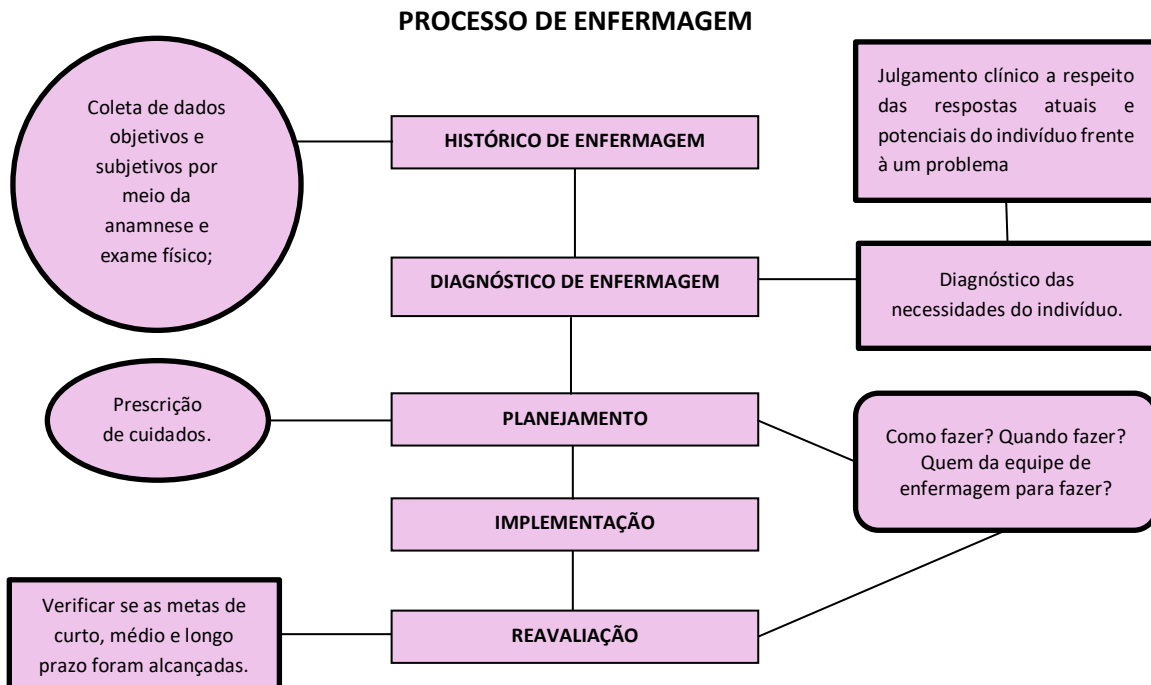 PROCESSO DE ENFERMAGEM
Coleta de dados
objetivos e
subjetivos por
meio da
anamnese e
exame físico;
HISTÓRICO DE ENFERMAGEM
Julgamento clínico a respeito
das respostas atuais e
potenciais do indivíduo frente
à um problema
DIAGNÓSTICO DE ENFERMAGEM
Diagnóstico das
necessidades do indivíduo.
Prescrição
de cuidados.
PLANEJAMENTO
Como fazer? Quando fazer?
Quem da equipe de
enfermagem para fazer?
IMPLEMENTAÇÃO
Verificar se as metas de
curto, médio e longo
prazo foram alcançadas.
REAVALIAÇÃO